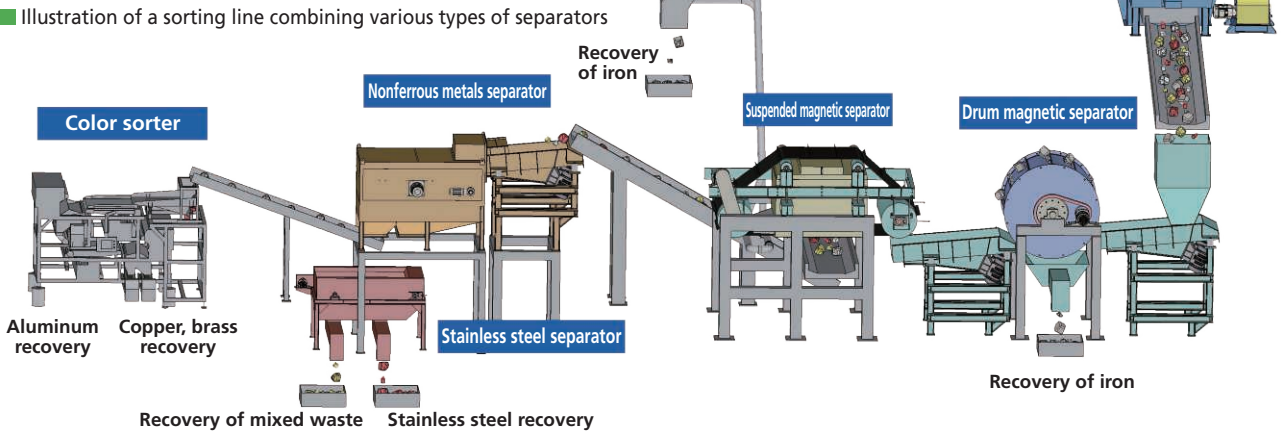 Illustration of a sorting line combining various types of separators
Recovery
of iron
Nonferrous metals separator
Suspended magnetic separator
Drum magnetic separator
Color sorter
Stainless steel separator
Aluminum
recovery
Copper, brass
recovery
Recovery of iron
Recovery of mixed waste
Stainless steel recovery